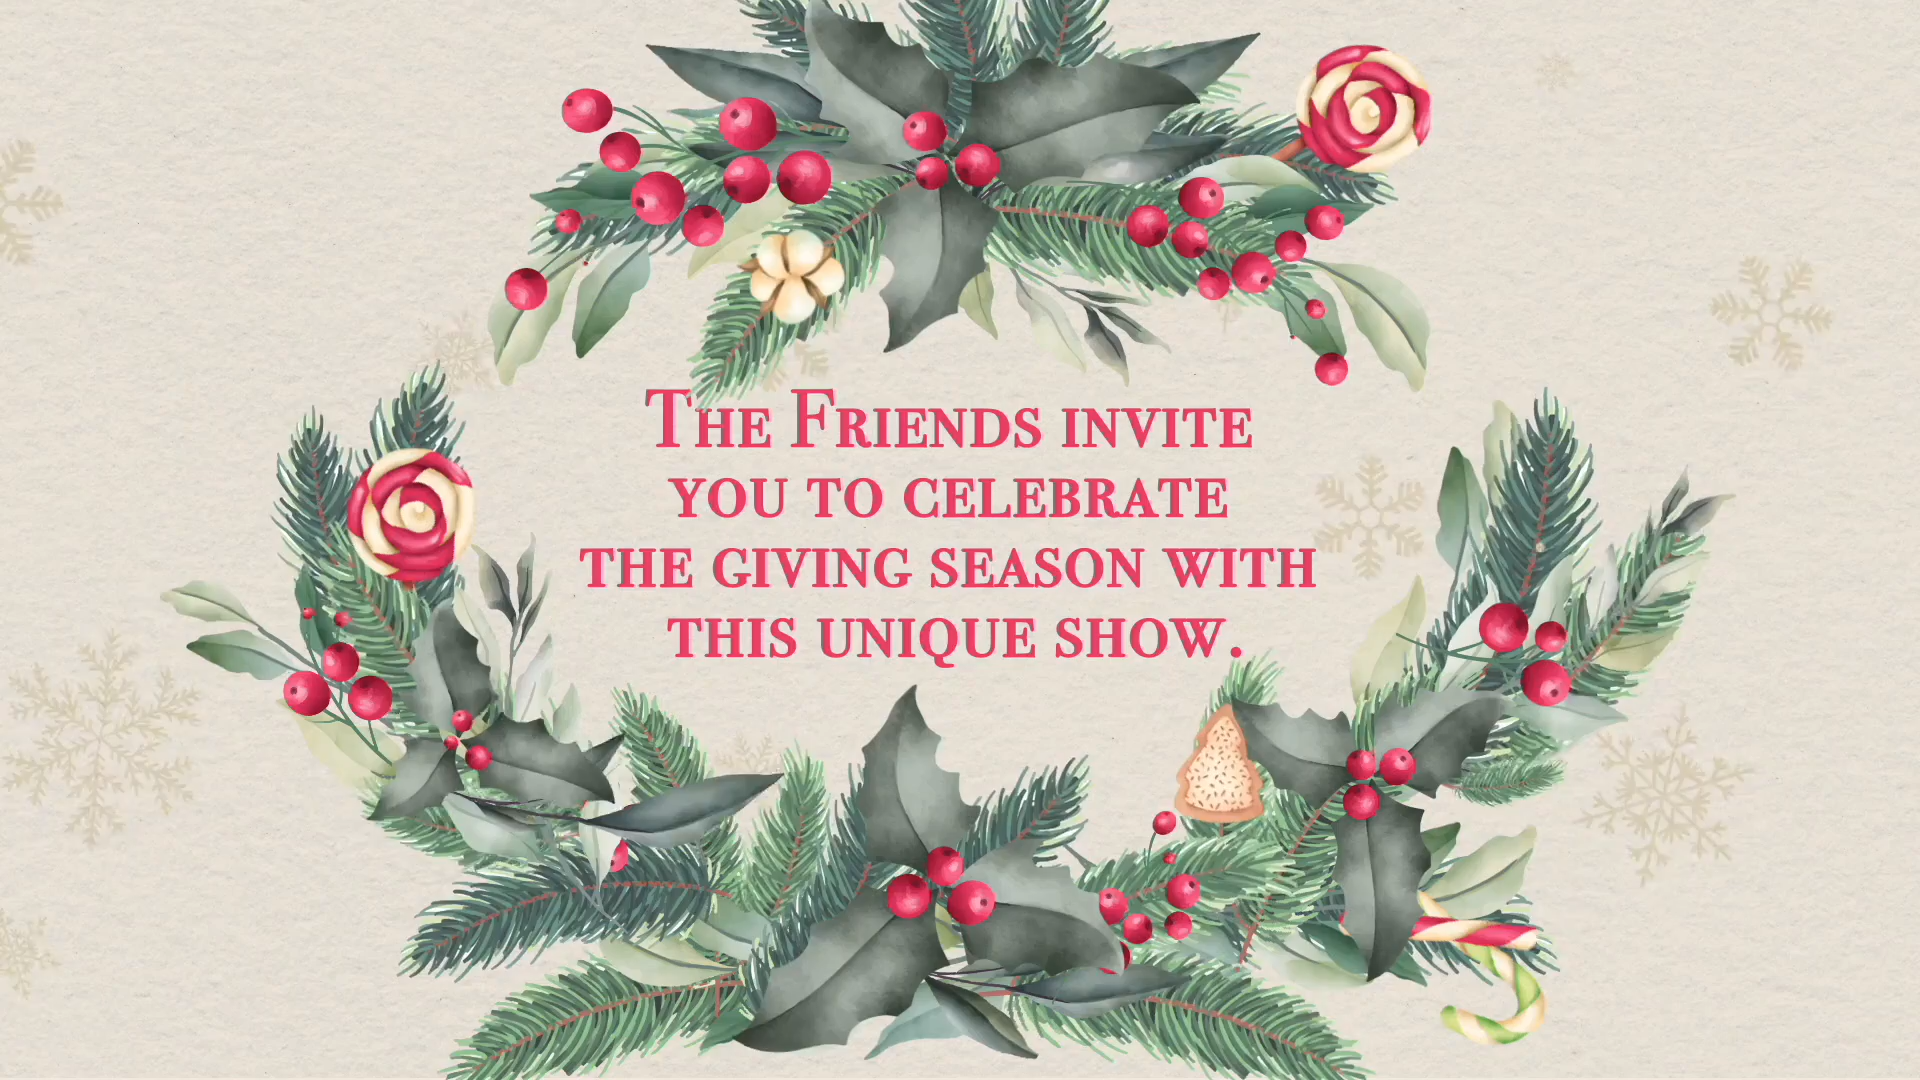 The Friends invite
you to celebrate
the giving season with
this unique show.